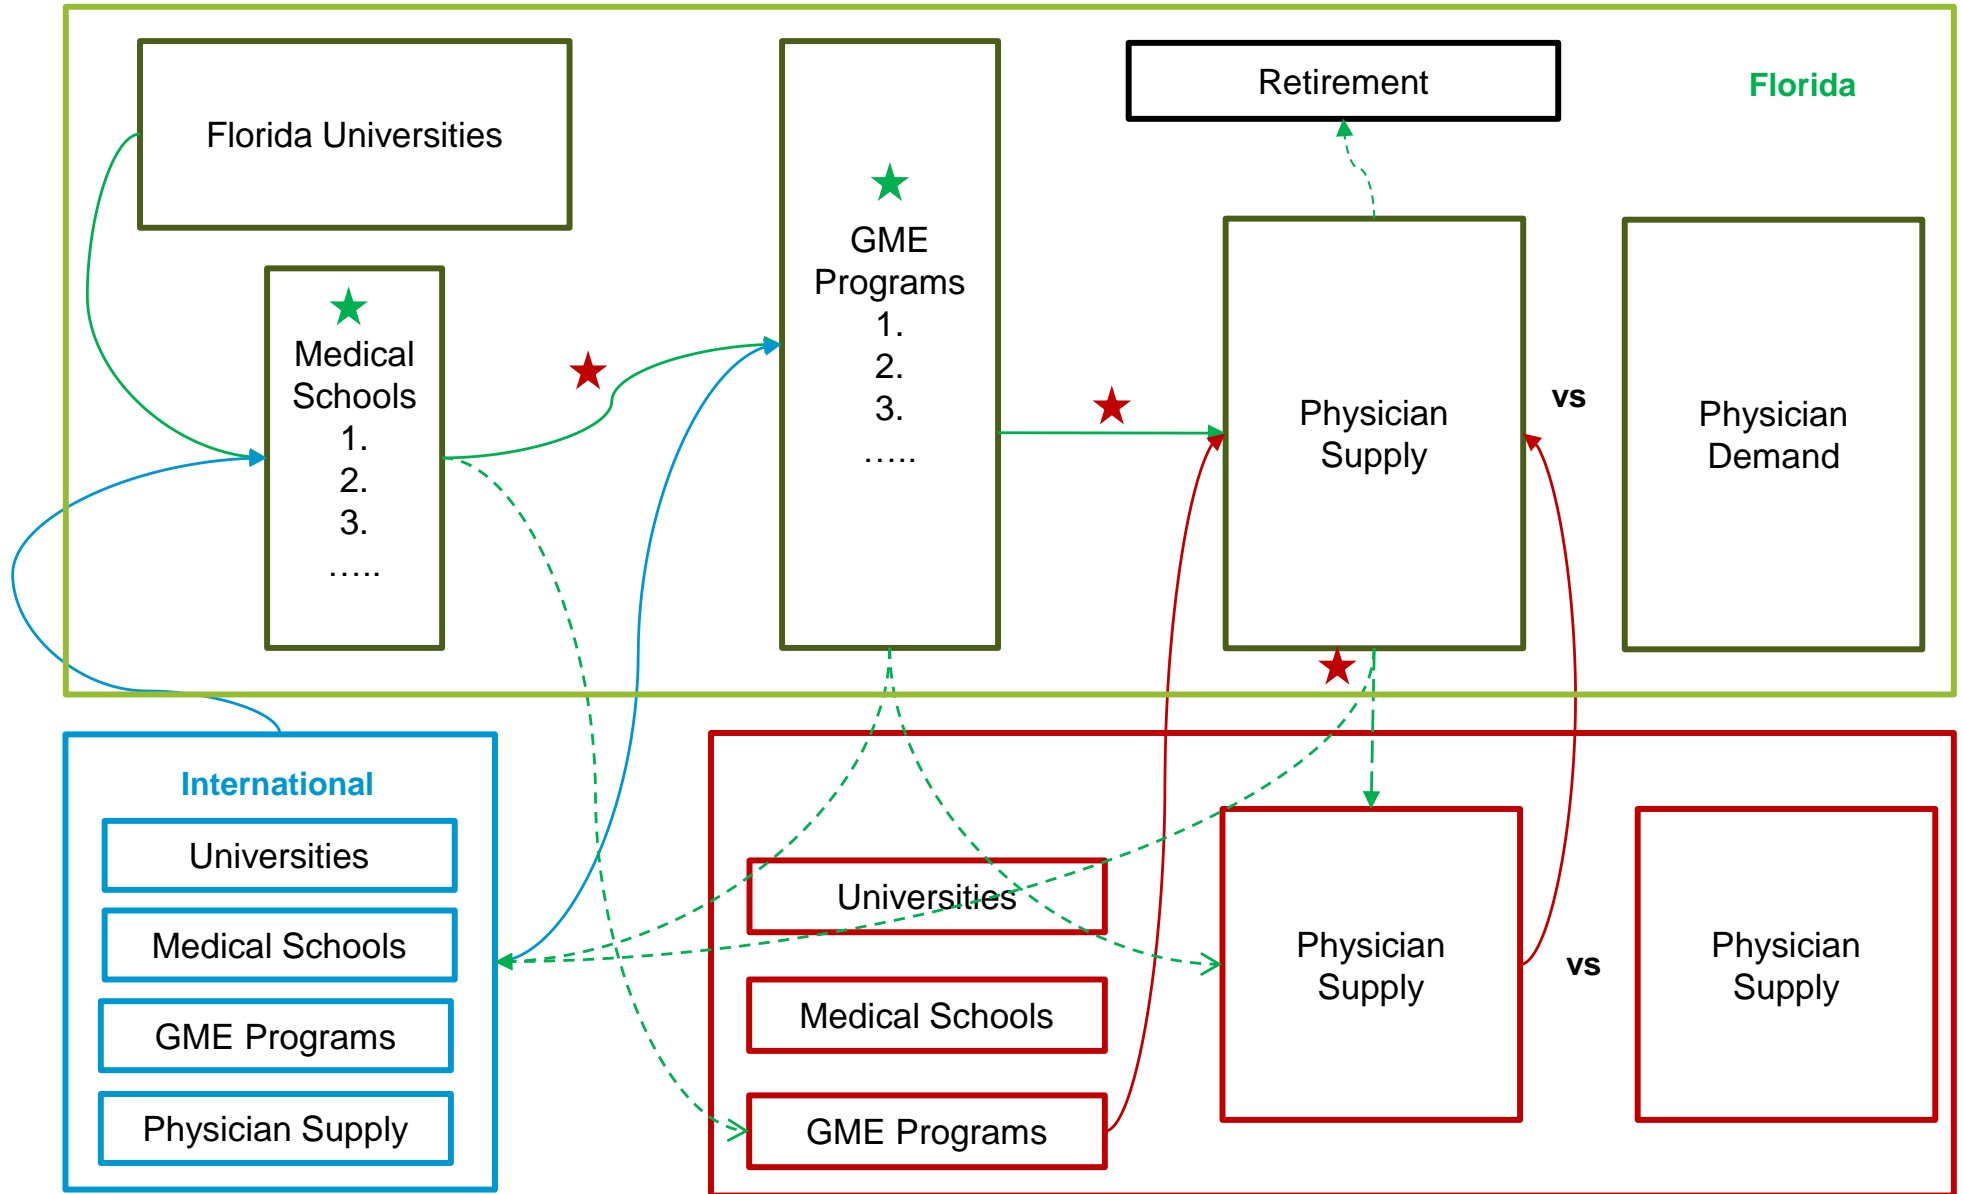 Florida Universities
Retirement
Florida
GME
Programs
1.
2.
3.
…..
Medical
Schools
1.
2.
3.
…..
Physician
Supply
vs
Physician
Demand
International
Universities
Medical Schools
GME Programs
Physician Supply
Universities
Medical Schools
GME Programs
Physician
Supply
vs
Physician
Supply